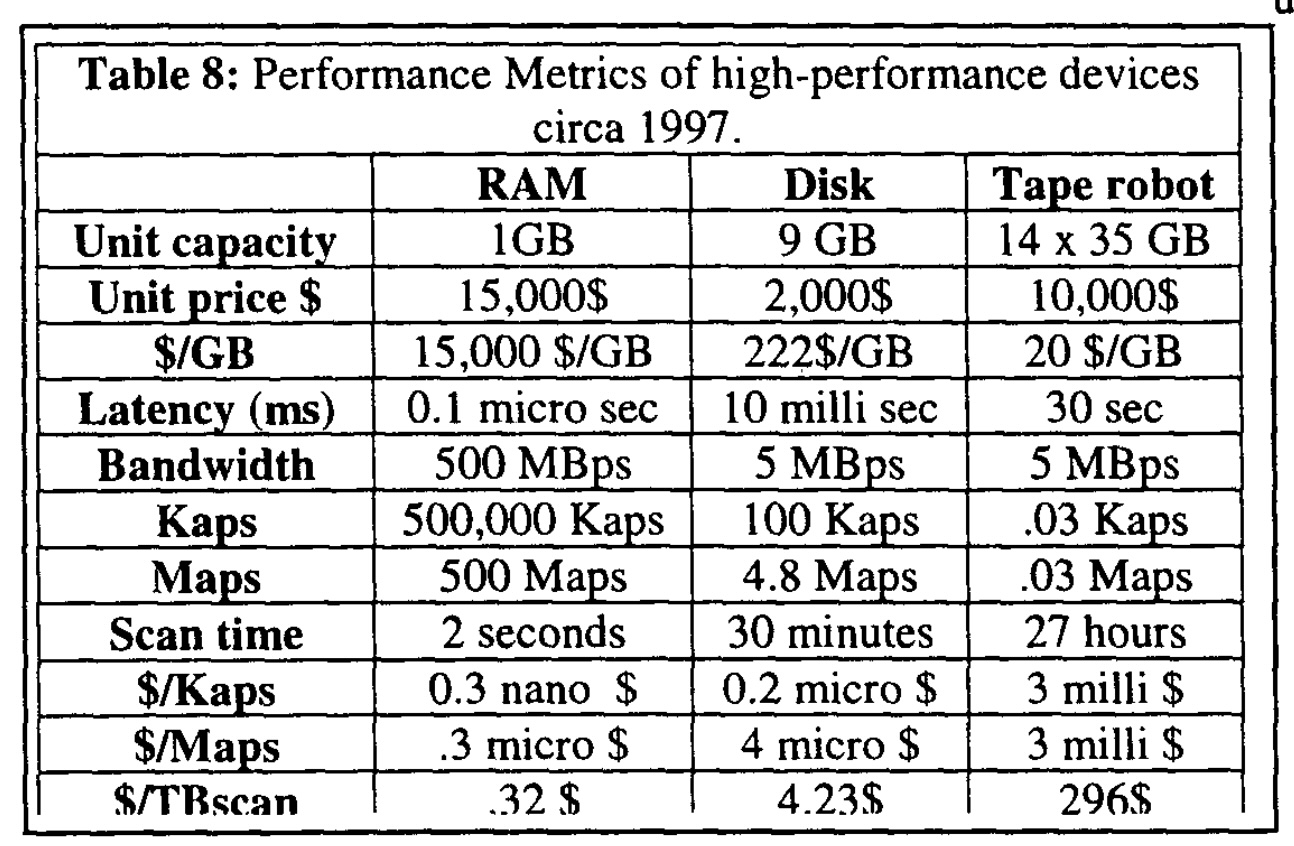 Table 8: Performance Metrics of high-performance devices
circa 1997.
RAM Disk Tape robot
Unit capacity 1GB 9 GB 14 x 35 GB
Unit price $ 15,000$ 2,000$ 10,000$
$/GB 15,000 $/GB 222$/GB 20 $/GB
Latency (ms) 0.1 micro sec 10 milli sec 30 sec
Bandwidth 500 MBps 5 MBps 5 MBps
Kaps 500,000 Kaps 100 Kaps .03 Kaps
Maps 500 Maps 4.8 Maps .03 Maps
Scan time 2 seconds 30 minutes 27 hours
$/Kaps 0.3 nano $ 0.2 micro $ 3 milli $
$/Maps .3 micro $ 4 micro $ 3 milli $
$/TBscan .32 $ 4.23$ 296$